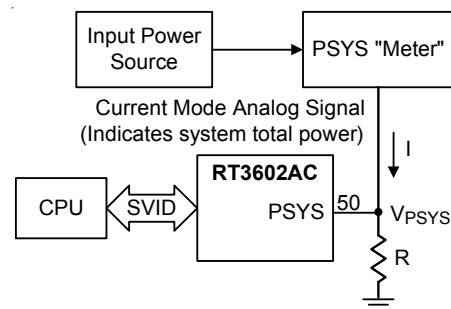 Input Power
Source
PSYS "Meter"
Current Mode Analog Signal
(Indicates system total power)
I
RT3602AC
CPU
SVID
PSYS
50
VPSYS
R